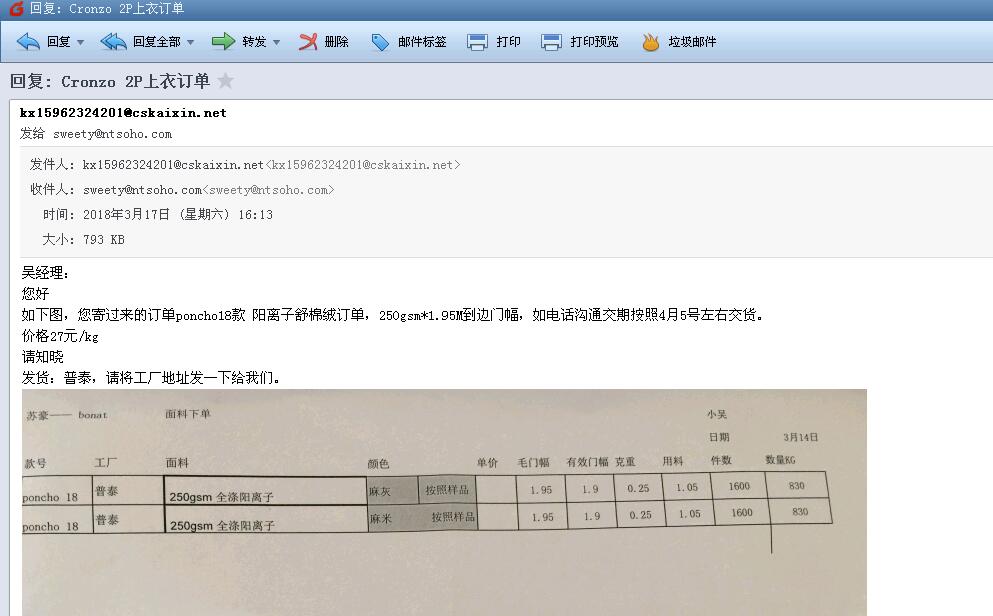 回复: Cronzo 2P上衣订单
回复 回复全部 转发 删除 邮件标签 打印 打印预览 垃圾邮件
回复: Cronzo 2P上衣订单
kx15962324201@cskaixin.net
发给 sweety@ntsoho.com
发件人: kx15962324201@cskaixin.net<kx15962324201@cskaixin.net>
收件人: sweety@ntsoho.com<sweety@ntsoho.com>
时间: 2018年3月17日 (星期六) 16:13
大小: 793 KB
吴经理:
您好
如下图，您寄过来的订单poncho18款 阳离子舒棉绒订单，250gsm*1.95M到边门幅，如电话沟通交期按照4月5号左右交货。
价格27元/kg
请知晓
发货: 普泰，请将工厂地址发一下给我们。
苏豪—— bonat 面料下单 小吴
日期 3月14日
款号 工厂 面料 颜色 单价 毛门幅 有效门幅 克重 用料 件数 数量KG
poncho 18 普泰 250gsm 全涤阳离子 麻灰 按照样品 1.95 1.9 0.25 1.05 1600 830
poncho 18 普泰 250gsm 全涤阳离子 麻米 按照样品 1.95 1.9 0.25 1.05 1600 830